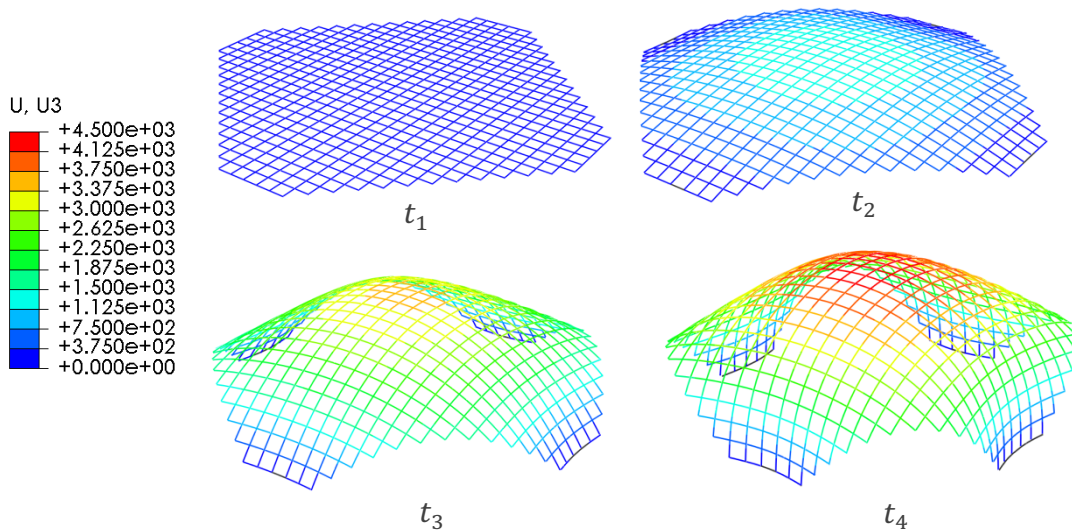 U, U3
+4.500e+03
+4.125e+03
+3.750e+03
+3.375e+03
+3.000e+03
+2.625e+03
+2.250e+03
+1.875e+03
+1.500e+03
+1.125e+03
+7.500e+02
+3.750e+02
+0.000e+00
t₁
t₂
t₃
t₄